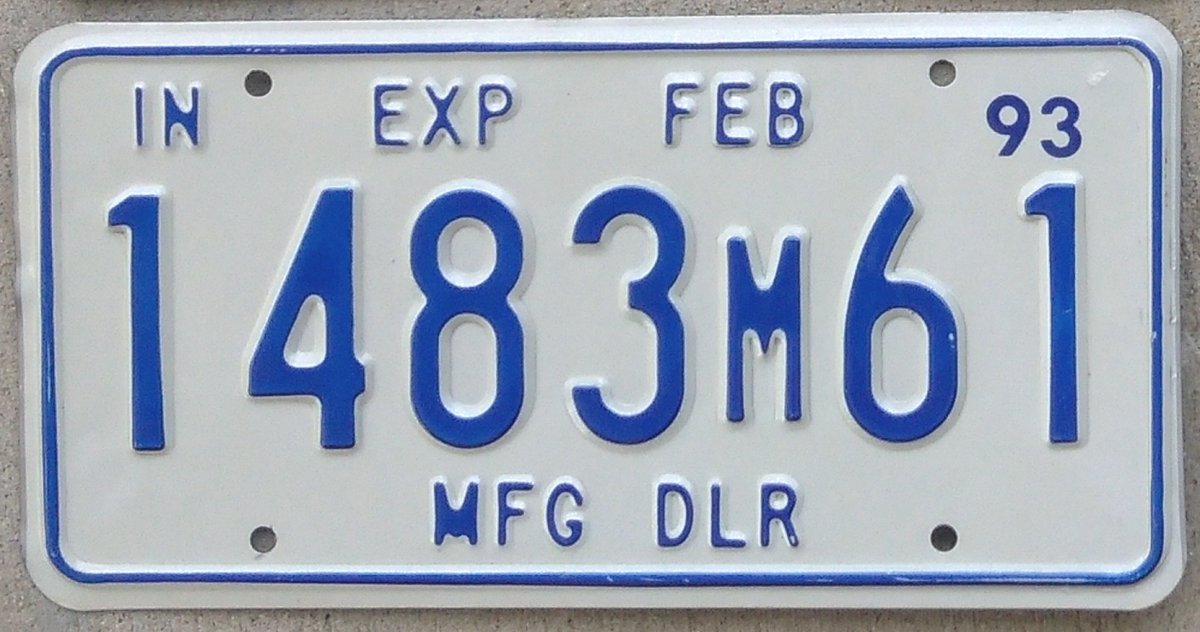 IN EXP FEB 93
1483M61
MFG DLR